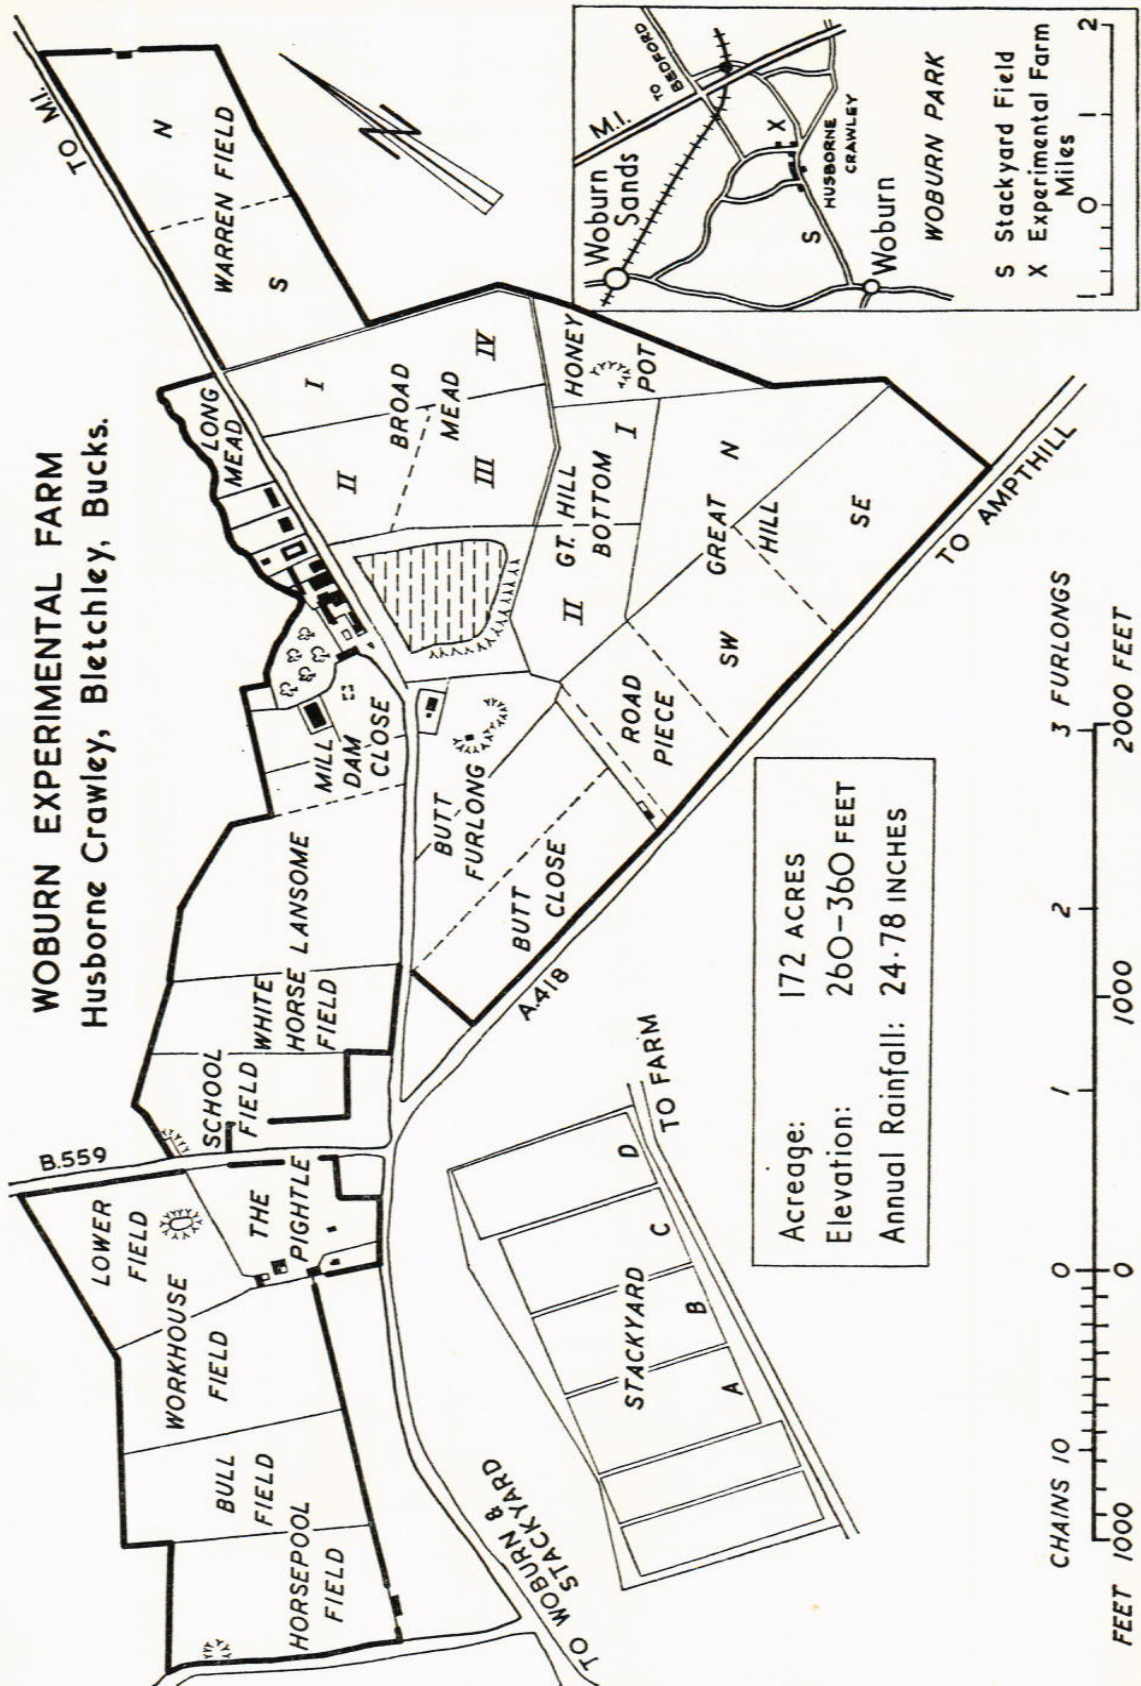 WOBURN EXPERIMENTAL FARM
Husborne Crawley, Bletchley, Bucks.
TO M.I.
N
WARREN FIELD
S
LONG
MEAD
I
BROAD
MEAD
II
III
IV
HONEY
POT
GT. HILL
BOTTOM
I
II
GREAT
HILL
N
SW
SE
ROAD
PIECE
MILL
DAM
CLOSE
BUTT
FURLONG
BUTT
CLOSE
LANSOME
WHITE
HORSE
FIELD
SCHOOL
FIELD
B.559
LOWER
FIELD
THE
PIGHTLE
WORKHOUSE
FIELD
BULL
FIELD
HORSEPOOL
FIELD
TO WOBURN &
STACKYARD
A.418
TO AMPTHILL
STACKYARD
A
B
C
D
TO FARM
Acreage: 172 ACRES
Elevation: 260-360 FEET
Annual Rainfall: 24·78 INCHES
CHAINS 10 0 1 2 3 FURLONGS
FEET 1000 0 1000 2000 FEET
Woburn
Sands
M.I.
TO
BEDFORD
X
HUSBORNE
CRAWLEY
S
Woburn
WOBURN PARK
S Stackyard Field
X Experimental Farm
Miles
1 0 1 2